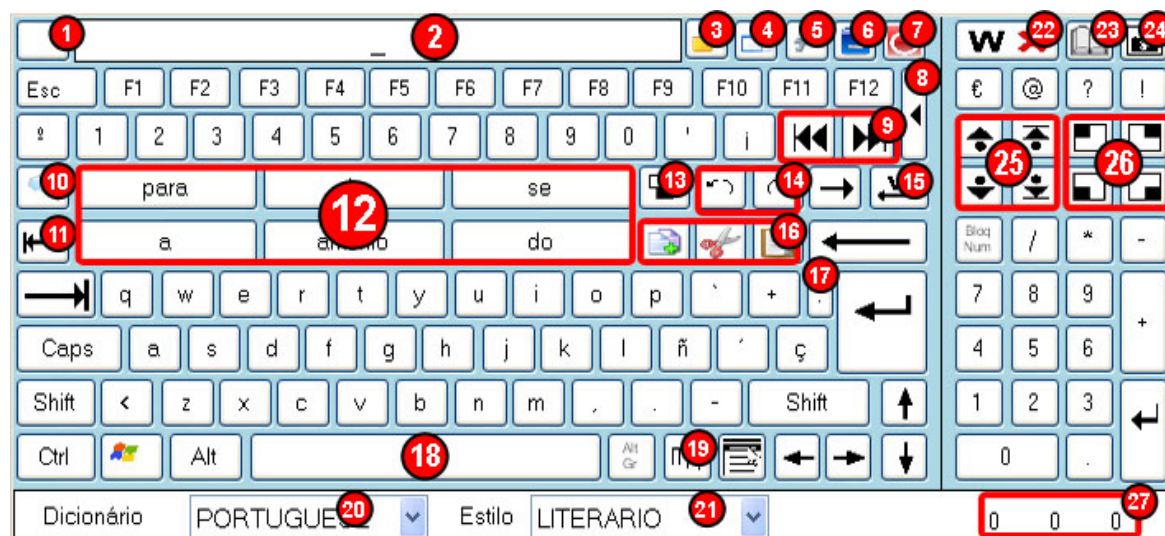 1 2 _ 3 4 5 6 7 W 22 23 24
Esc F1 F2 F3 F4 F5 F6 F7 F8 F9 F10 F11 F12 8 € @ ? !
º 1 2 3 4 5 6 7 8 9 0 ' ¡ 9
10 para se 13 14 15 25 26
11 a 12 do 16 Bloq Num / * -
q w e r t y u i o p ` + 17 7 8 9 +
Caps a s d f g h j k l ñ ´ ç 4 5 6
Shift < z x c v b n m , . - Shift 1 2 3
Ctrl Alt 18 Alt Gr 19 0 .
Dicionário 20 Estilo LITERARIO 21 0 0 0 27